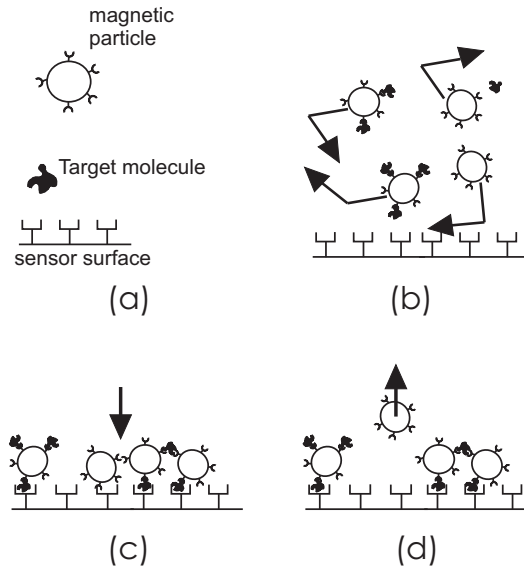 magnetic
particle
Target molecule
sensor surface
(a)
(b)
(c)
(d)